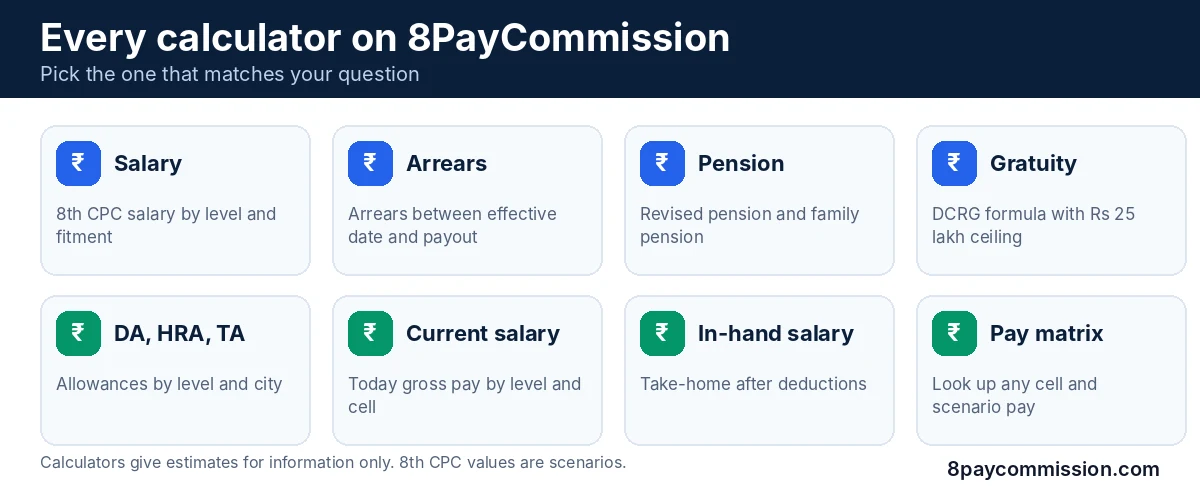 Every calculator on 8PayCommission
Pick the one that matches your question
₹ Salary
8th CPC salary by level and
fitment
₹ Arrears
Arrears between effective
date and payout
₹ Pension
Revised pension and family
pension
₹ Gratuity
DCRG formula with Rs 25
lakh ceiling
₹ DA, HRA, TA
Allowances by level and city
₹ Current salary
Today gross pay by level and
cell
₹ In-hand salary
Take-home after deductions
₹ Pay matrix
Look up any cell and
scenario pay
Calculators give estimates for information only. 8th CPC values are scenarios.
8paycommission.com